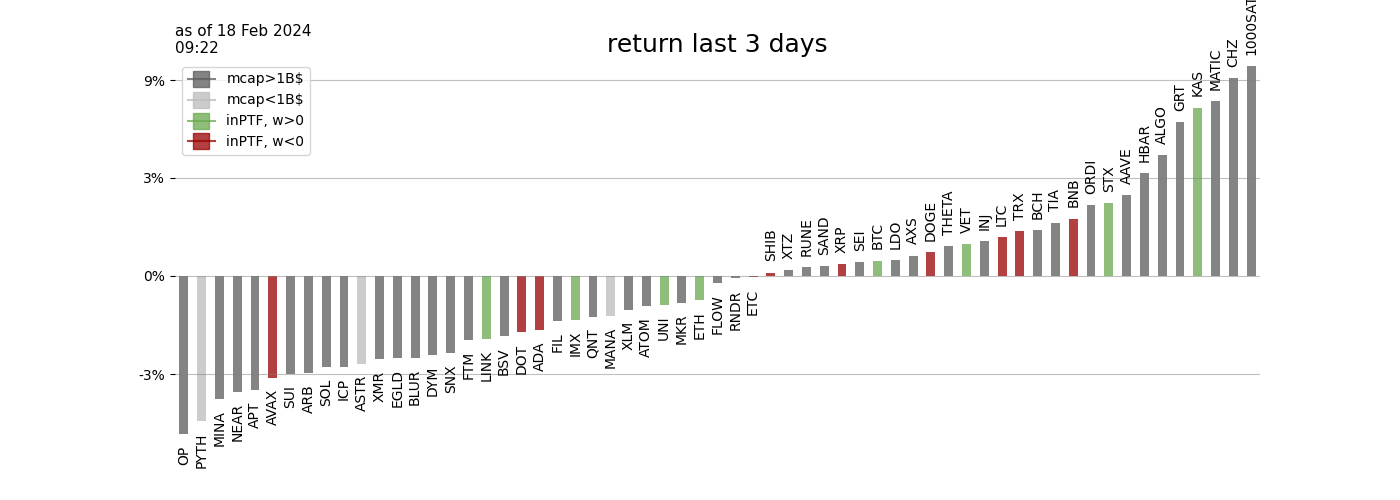 as of 18 Feb 2024
09:22
return last 3 days
mcap>1B$
mcap<1B$
inPTF, w>0
inPTF, w<0
9%
3%
0%
-3%
OP
PYTH
MINA
NEAR
APT
AVAX
SUI
ARB
SOL
ICP
ASTR
XMR
EGLD
BLUR
DYM
SNX
FTM
LINK
BSV
DOT
ADA
FIL
IMX
QNT
MANA
XLM
ATOM
UNI
MKR
ETH
FLOW
RNDR
ETC
SHIB
XTZ
RUNE
SAND
XRP
SEI
BTC
LDO
AXS
DOGE
THETA
VET
INJ
LTC
TRX
BCH
TIA
BNB
ORDI
STX
AAVE
HBAR
ALGO
GRT
KAS
MATIC
CHZ
1000SAT